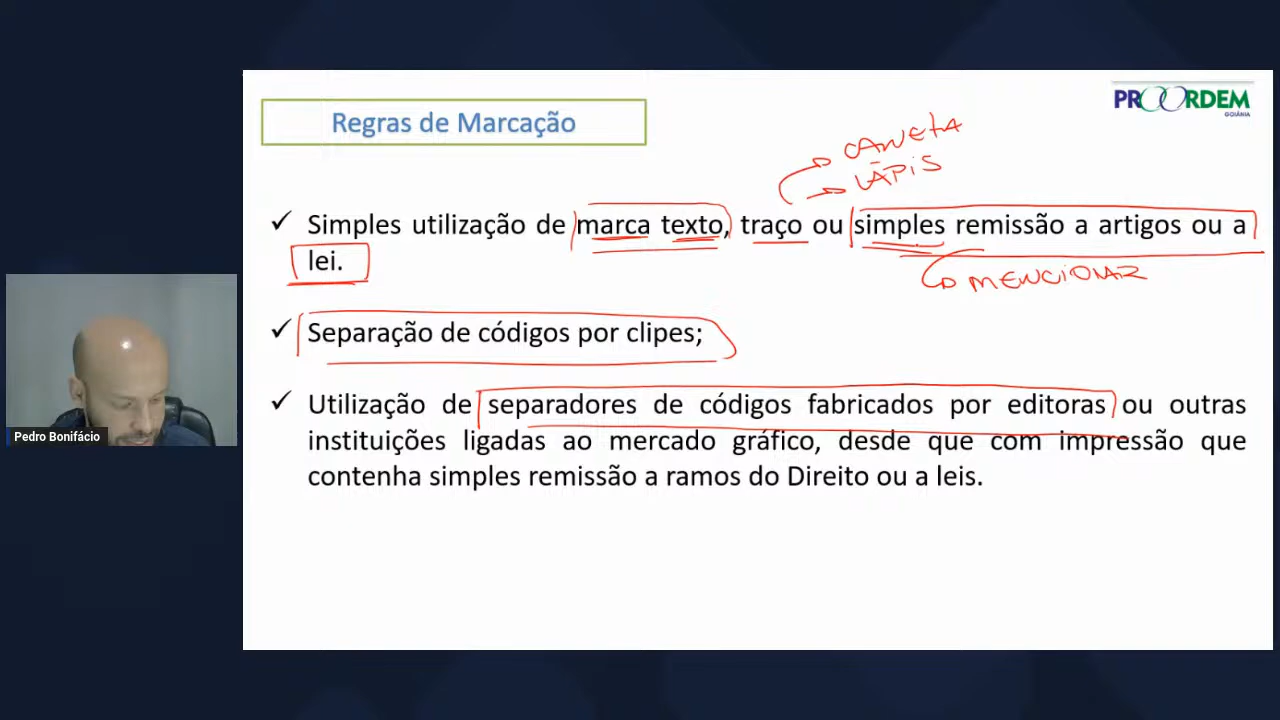 Regras de Marcação
PROORDEM
GOIÂNIA
CANETA
LÁPIS
✓ Simples utilização de marca texto, traço ou simples remissão a artigos ou a
lei.
MENCIONAR
✓ Separação de códigos por clipes;
✓ Utilização de separadores de códigos fabricados por editoras ou outras
instituições ligadas ao mercado gráfico, desde que com impressão que
contenha simples remissão a ramos do Direito ou a leis.
Pedro Bonifácio